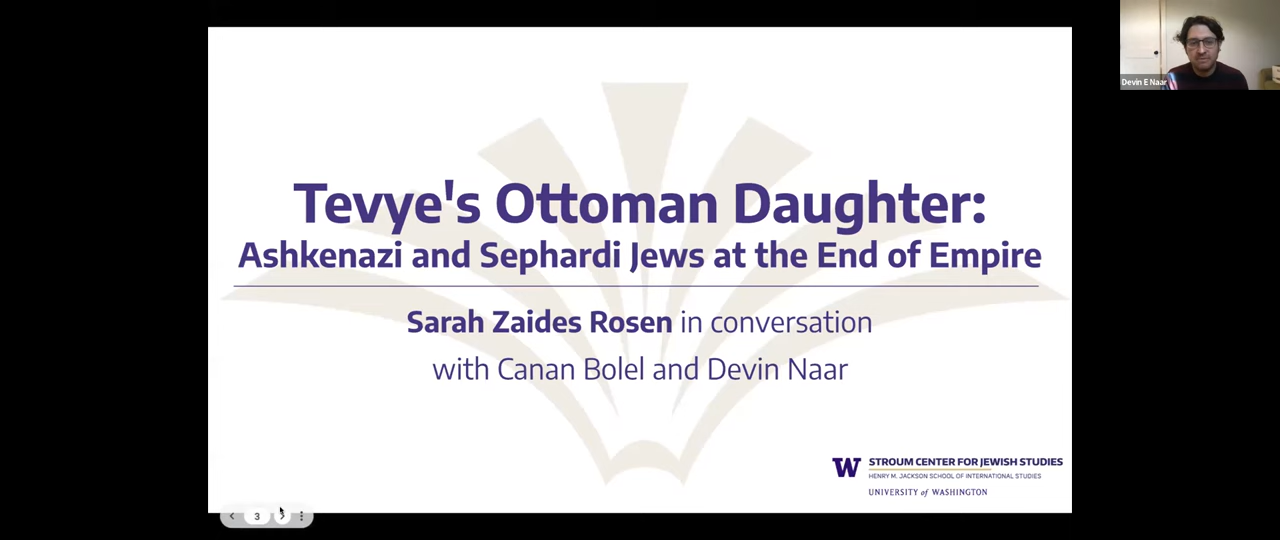 Devin E Naar
Tevye's Ottoman Daughter:
Ashkenazi and Sephardi Jews at the End of Empire
Sarah Zaides Rosen in conversation
with Canan Bolel and Devin Naar
W STROUM CENTER FOR JEWISH STUDIES
HENRY M. JACKSON SCHOOL OF INTERNATIONAL STUDIES
UNIVERSITY of WASHINGTON
3